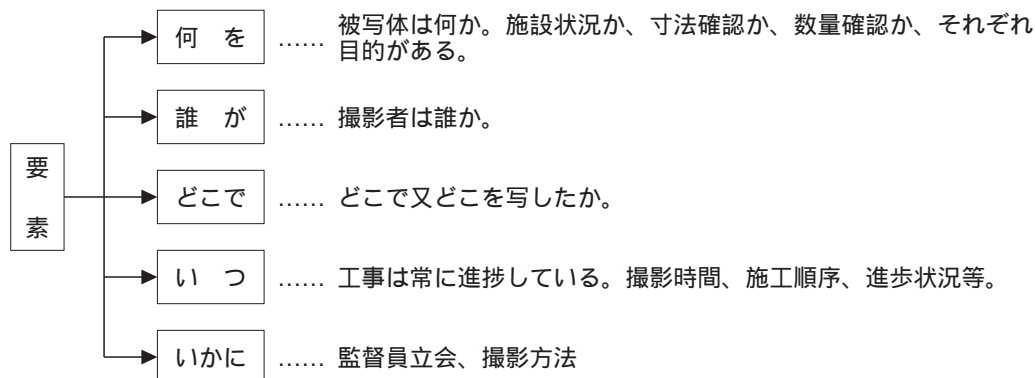 何 を …… 被写体は何か。施設状況か、寸法確認か、数量確認か、それぞれ
目的がある。
誰 が …… 撮影者は誰か。
要
素
どこで …… どこで又どこを写したか。
い つ …… 工事は常に進捗している。撮影時間、施工順序、進歩状況等。
いかに …… 監督員立会、撮影方法